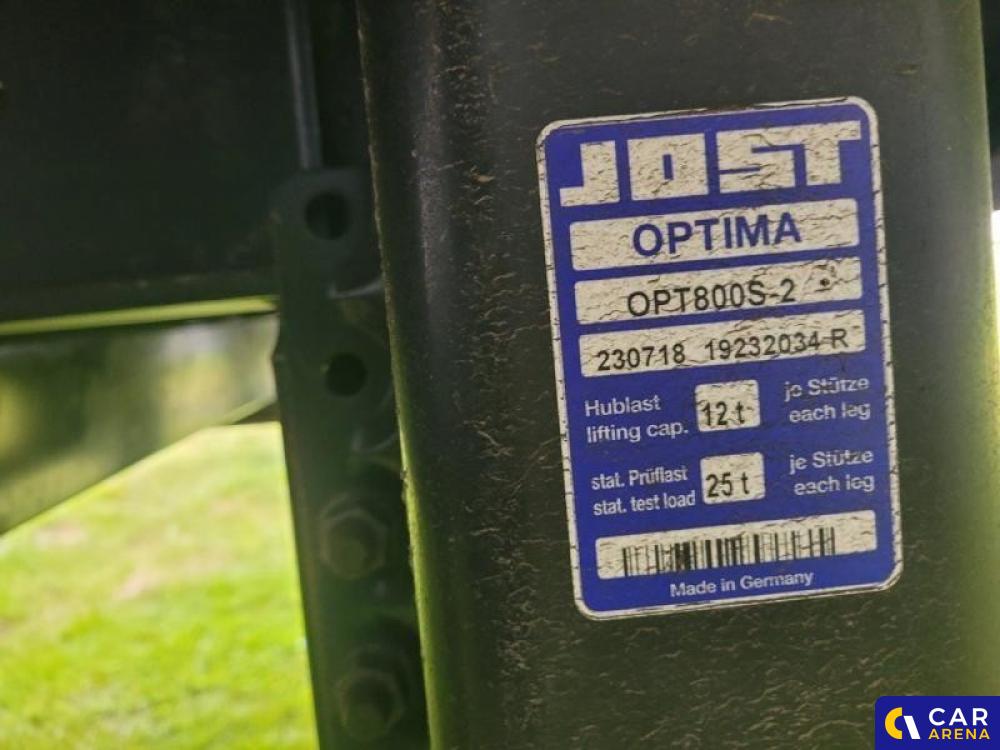 JOST
OPTIMA
OPT800S-2
230718 19232034 R
Hublast
lifting cap.
12 t
je Stütze
each leg
stat. Prüflast
stat. test load
25 t
je Stütze
each leg
Made in Germany
CAR
ARENA